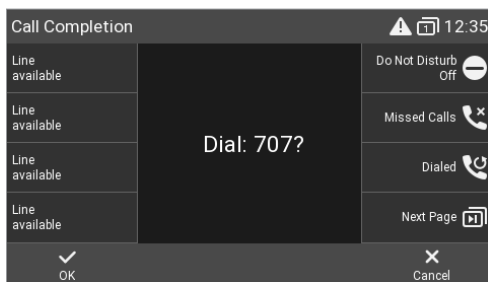 Call Completion
1
12:35
Line
available
Line
available
Line
available
Line
available
Dial: 707?
Do Not Disturb
Off
Missed Calls
Dialed
Next Page
OK
Cancel